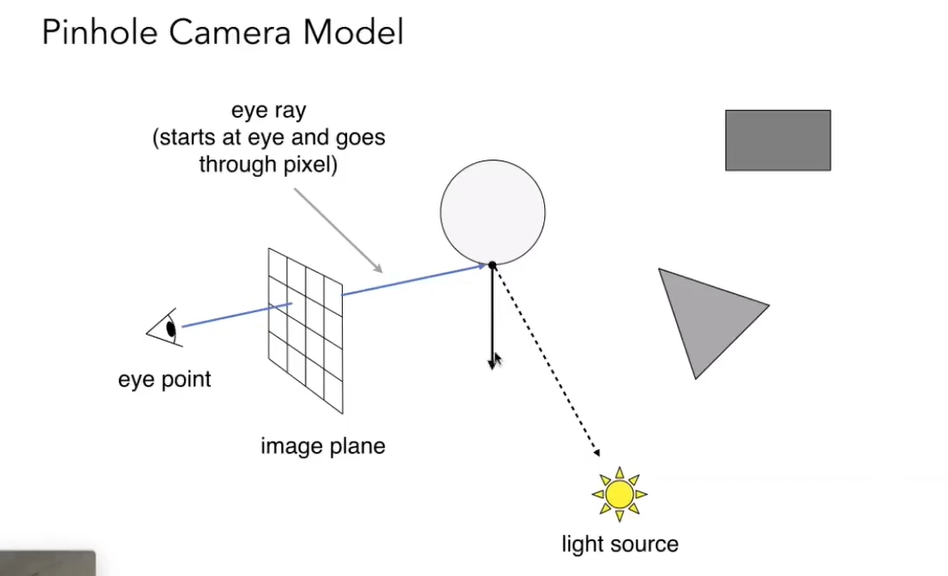 Pinhole Camera Model
eye ray
(starts at eye and goes
through pixel)
eye point
image plane
light source